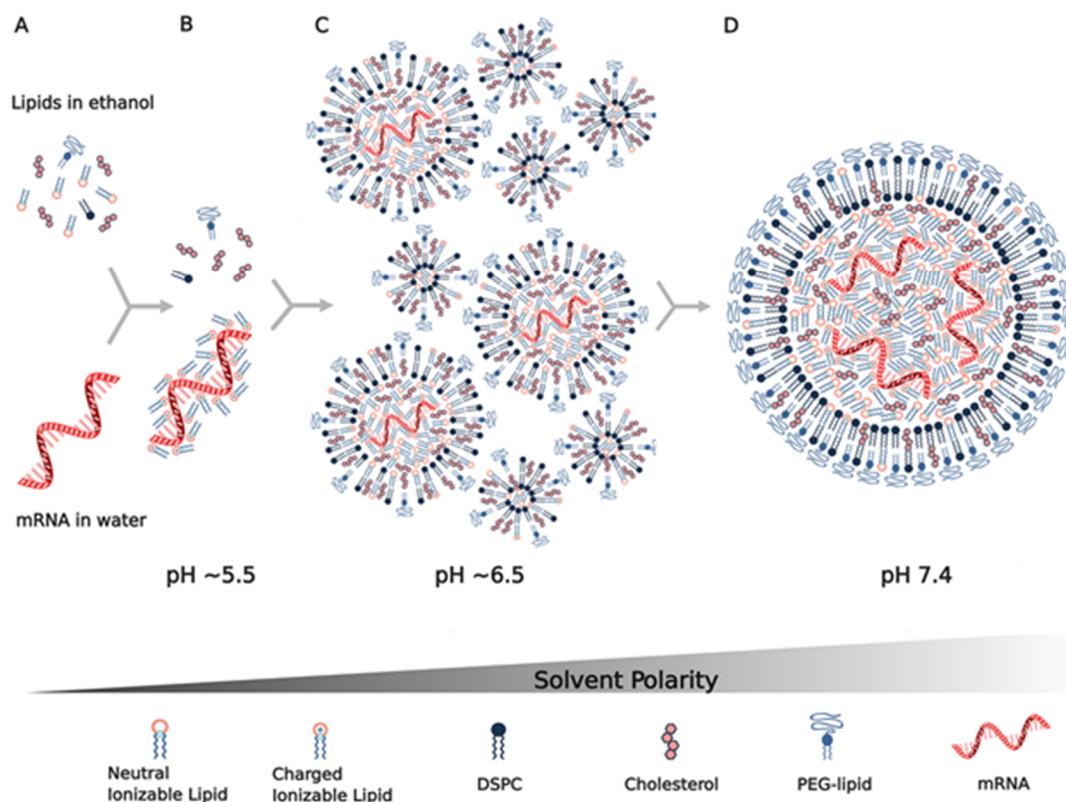 A
B
C
D
Lipids in ethanol
mRNA in water
pH ~5.5
pH ~6.5
pH 7.4
Solvent Polarity
Neutral
Ionizable Lipid
Charged
Ionizable Lipid
DSPC
Cholesterol
PEG-lipid
mRNA